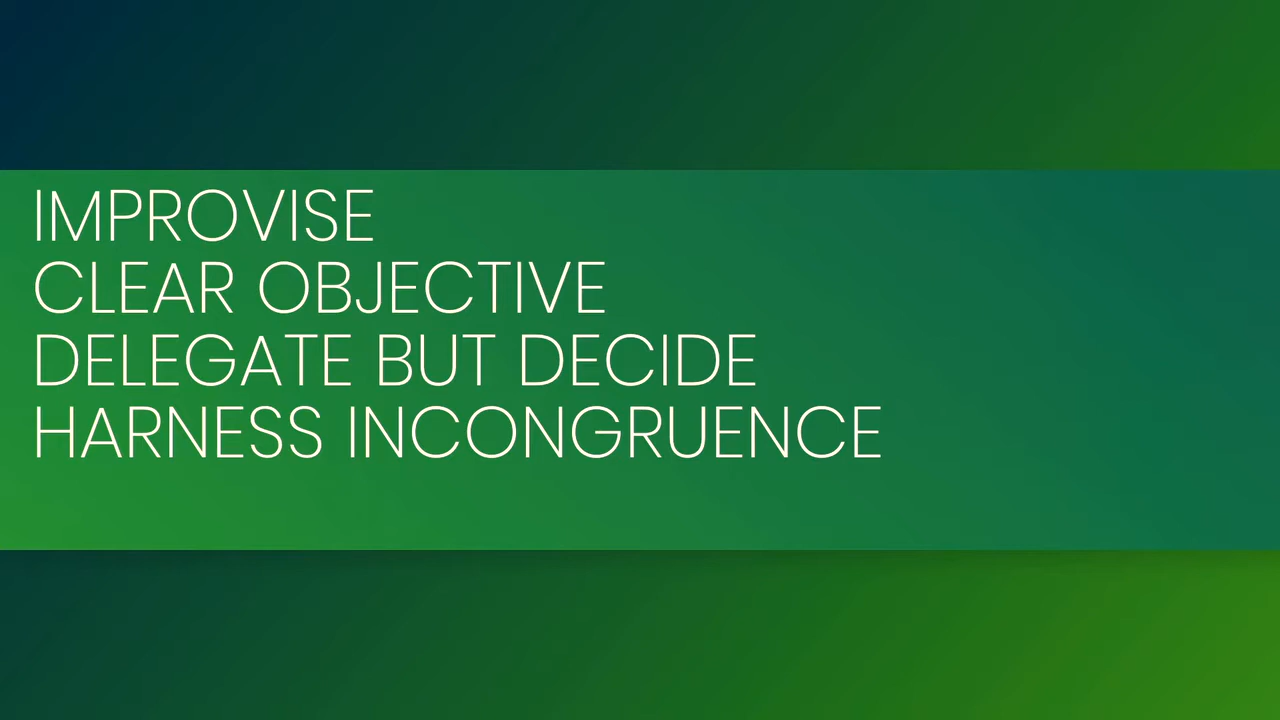 IMPROVISE
CLEAR OBJECTIVE
DELEGATE BUT DECIDE
HARNESS INCONGRUENCE